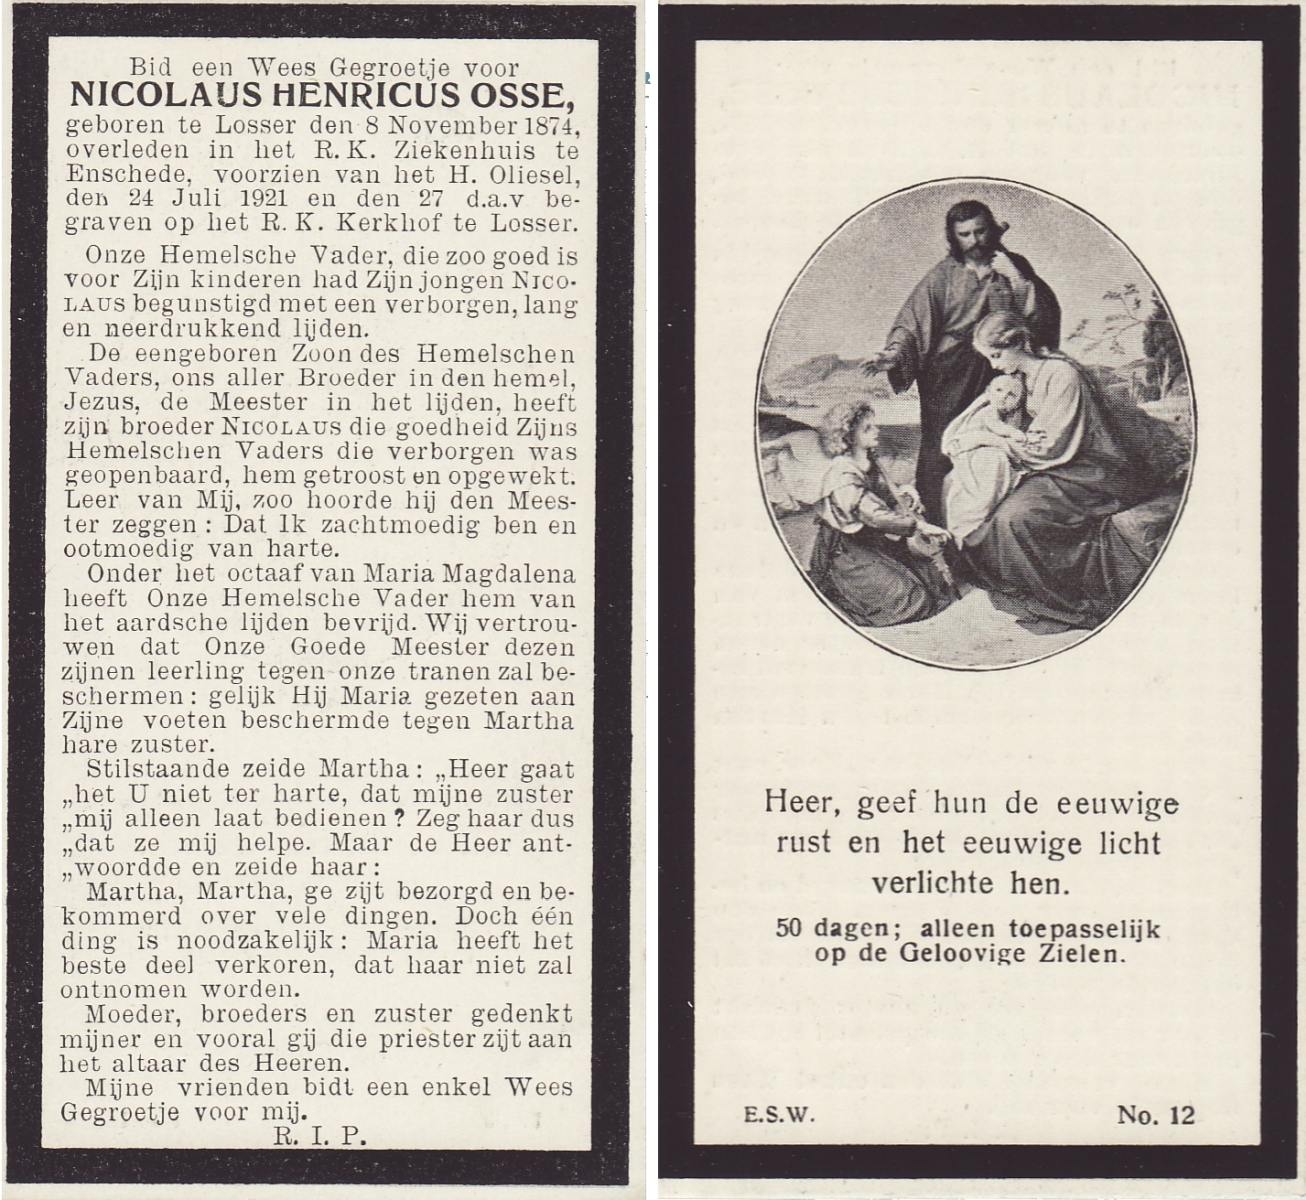 Bid een Wees Gegroetje voor
NICOLAUS HENRICUS OSSE,
geboren te Losser den 8 November 1874,
overleden in het R. K. Ziekenhuis te
Enschede, voorzien van het H. Oliesel,
den 24 Juli 1921 en den 27 d.a.v be-
graven op het R. K. Kerkhof te Losser.
Onze Hemelsche Vader, die zoo goed is
voor Zijn kinderen had Zijn jongen NICO-
LAUS begunstigd met een verborgen, lang
en neerdrukkend lijden.
De eengeboren Zoon des Hemelschen
Vaders, ons aller Broeder in den hemel,
Jezus, de Meester in het lijden, heeft
zijn broeder NICOLAUS die goedheid Zijns
Hemelschen Vaders die verborgen was
geopenbaard, hem getroost en opgewekt.
Leer van Mij, zoo hoorde hij den Mees-
ter zeggen : Dat Ik zachtmoedig ben en
ootmoedig van harte.
Onder het octaaf van Maria Magdalena
heeft Onze Hemelsche Vader hem van
het aardsche lijden bevrijd. Wij vertrou-
wen dat Onze Goede Meester dezen
zijnen leerling tegen onze tranen zal be-
schermen : gelijk Hij Maria gezeten aan
Zijne voeten beschermde tegen Martha
hare zuster.
Stilstaande zeide Martha : „Heer gaat
„het U niet ter harte, dat mijne zuster
„mij alleen laat bedienen ? Zeg haar dus
„dat ze mij helpe. Maar de Heer ant-
„woordde en zeide haar :
Martha, Martha, ge zijt bezorgd en be-
kommerd over vele dingen. Doch één
ding is noodzakelijk : Maria heeft het
beste deel verkoren, dat haar niet zal
ontnomen worden.
Moeder, broeders en zuster gedenkt
mijner en vooral gij die priester zijt aan
het altaar des Heeren.
Mijne vrienden bidt een enkel Wees
Gegroetje voor mij.
R. I. P.
Heer, geef hun de eeuwige
rust en het eeuwige licht
verlichte hen.
50 dagen; alleen toepasselijk
op de Geloovige Zielen.
E.S.W. No. 12